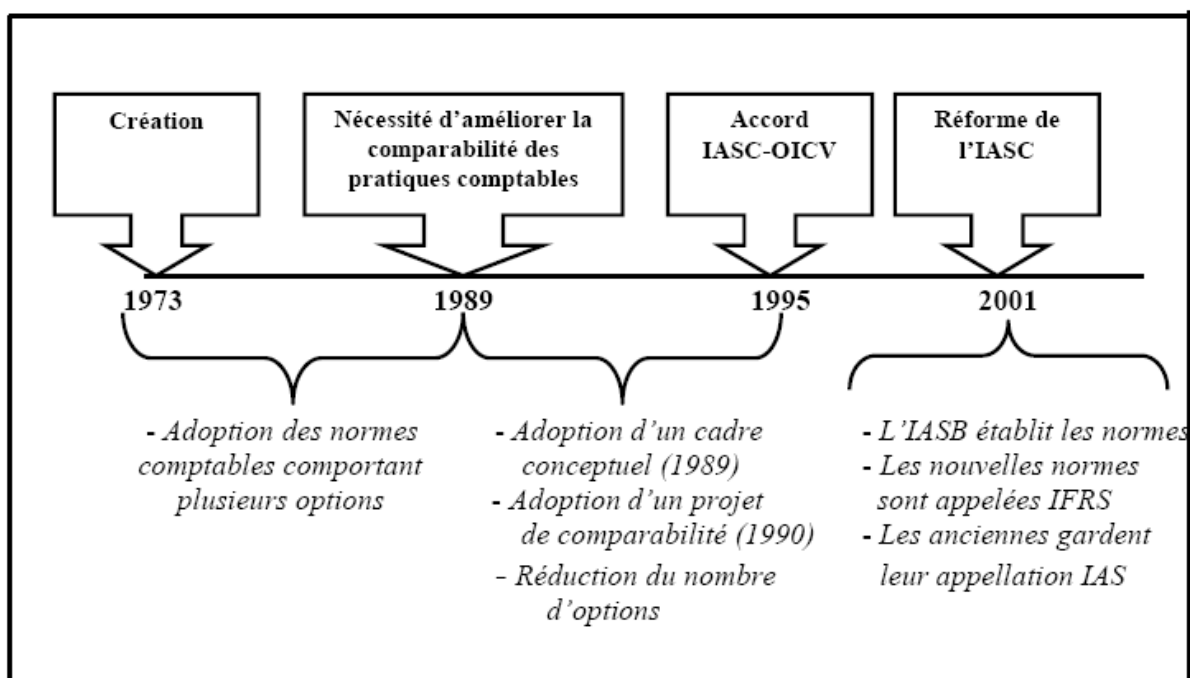 Création
Nécessité d'améliorer la
comparabilité des
pratiques comptables
Accord
IASC-OICV
Réforme de
l'IASC
1973
1989
1995
2001
- Adoption des normes
comptables comportant
plusieurs options
- Adoption d'un cadre
conceptuel (1989)
- Adoption d'un projet
de comparabilité (1990)
- Réduction du nombre
d'options
- L'IASB établit les normes
- Les nouvelles normes
sont appelées IFRS
- Les anciennes gardent
leur appellation IAS